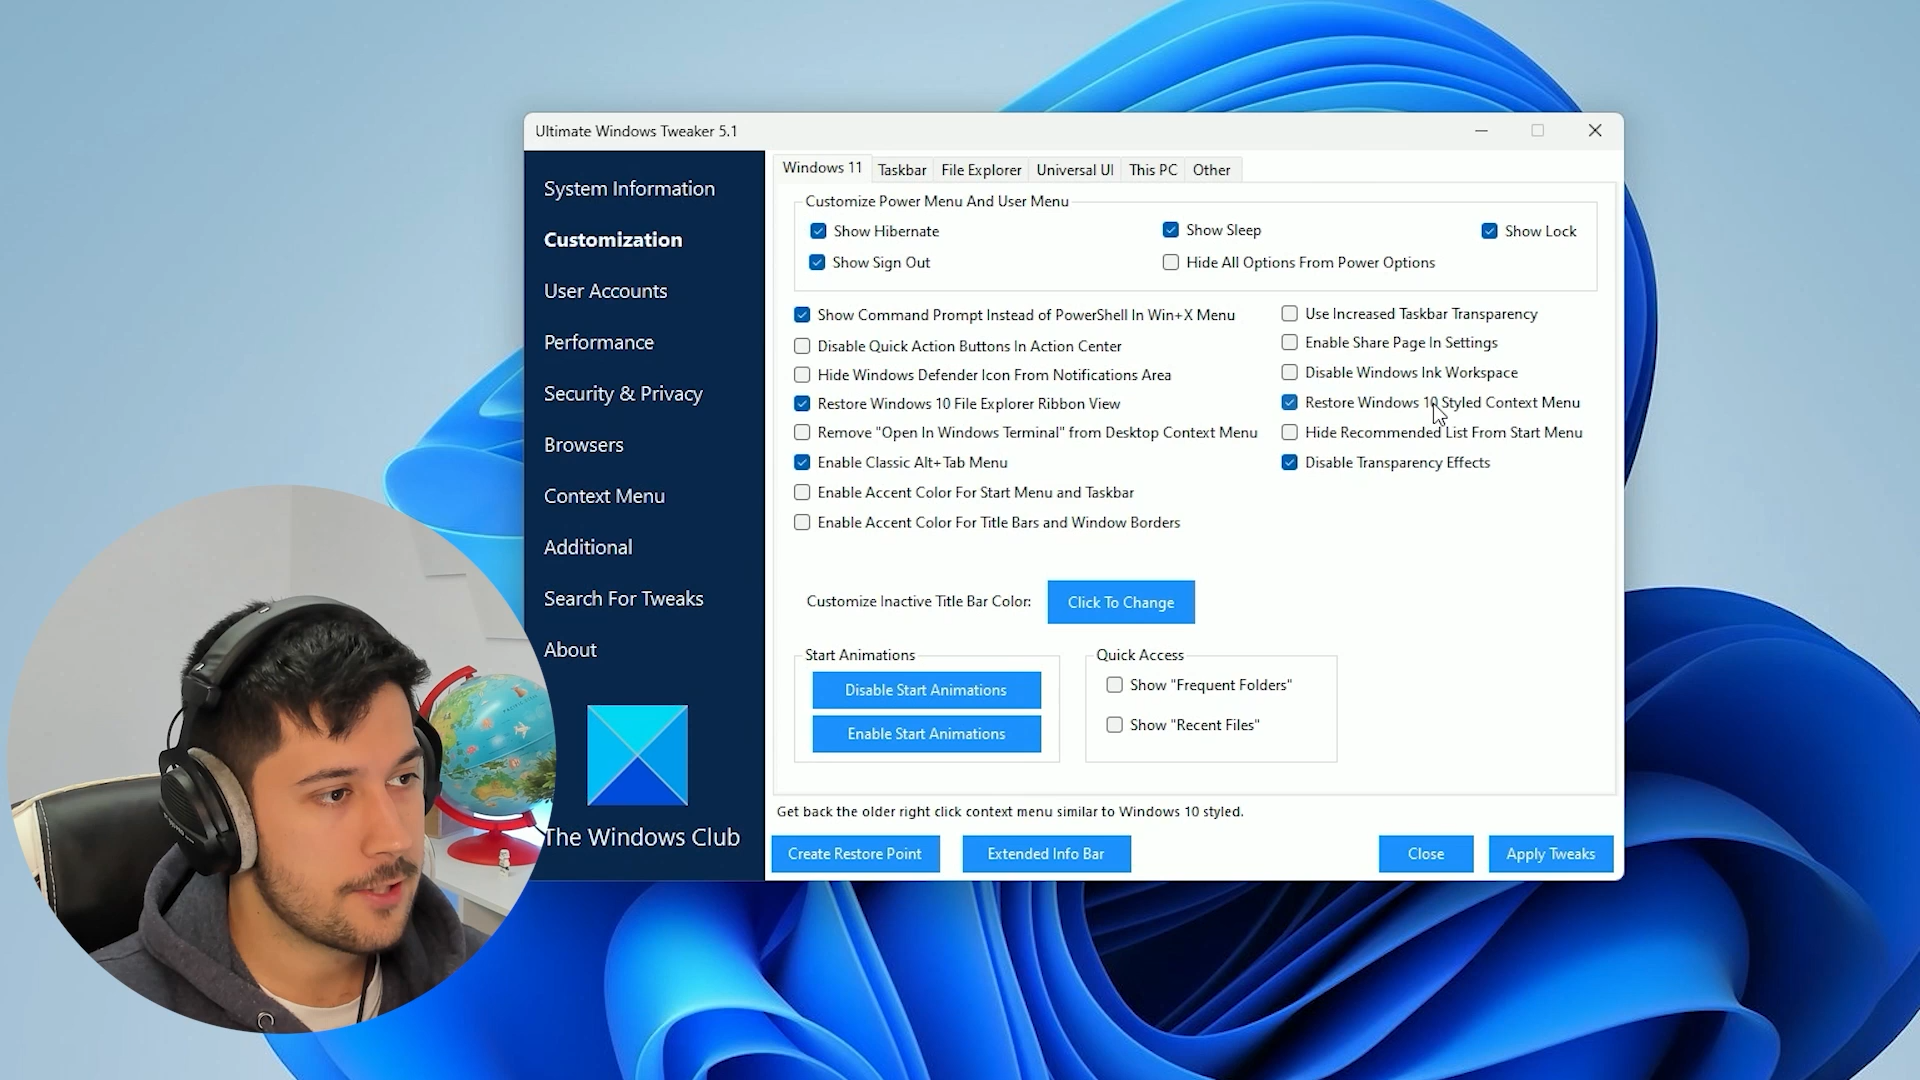 Ultimate Windows Tweaker 5.1
System Information
Customization
User Accounts
Performance
Security & Privacy
Browsers
Context Menu
Additional
Search For Tweaks
About
The Windows Club
Windows 11 Taskbar File Explorer Universal UI This PC Other
Customize Power Menu And User Menu
Show Hibernate Show Sleep Show Lock
Show Sign Out Hide All Options From Power Options
Show Command Prompt Instead of PowerShell In Win+X Menu
Disable Quick Action Buttons In Action Center
Hide Windows Defender Icon From Notifications Area
Restore Windows 10 File Explorer Ribbon View
Remove "Open In Windows Terminal" from Desktop Context Menu
Enable Classic Alt+Tab Menu
Enable Accent Color For Start Menu and Taskbar
Enable Accent Color For Title Bars and Window Borders
Use Increased Taskbar Transparency
Enable Share Page In Settings
Disable Windows Ink Workspace
Restore Windows 10 Styled Context Menu
Hide Recommended List From Start Menu
Disable Transparency Effects
Customize Inactive Title Bar Color: Click To Change
Start Animations
Disable Start Animations
Enable Start Animations
Quick Access
Show "Frequent Folders"
Show "Recent Files"
Get back the older right click context menu similar to Windows 10 styled.
Create Restore Point Extended Info Bar Close Apply Tweaks